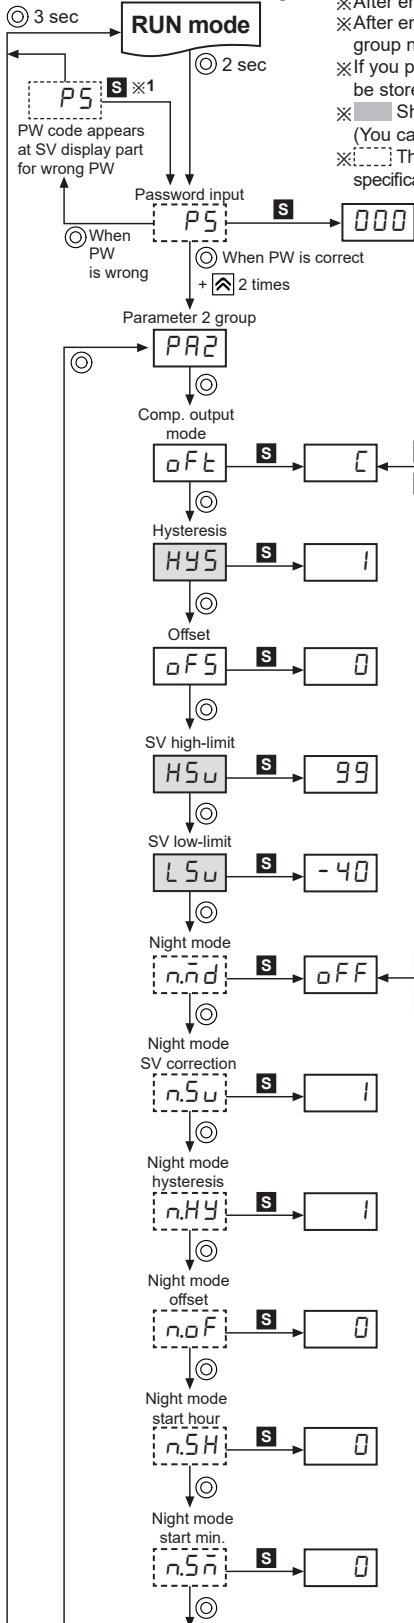 3 sec
RUN mode
2 sec
※After en
※After en
group n
※If you p
be store
※ Sh
(You ca
※ Th
specifica
PS
S ※1
PW code appears
at SV display part
for wrong PW
Password input
PS
S
000
When
PW
is wrong
When PW is correct
+ 2 times
Parameter 2 group
PA2
Comp. output
mode
oFt
S
C
Hysteresis
HYS
S
1
Offset
oFS
S
0
SV high-limit
HSv
S
99
SV low-limit
LSv
S
-40
Night mode
n.md
S
oFF
Night mode
SV correction
n.Sv
S
1
Night mode
hysteresis
n.HY
S
1
Night mode
offset
n.oF
S
0
Night mode
start hour
n.SH
S
0
Night mode
start min.
n.Sm
S
0